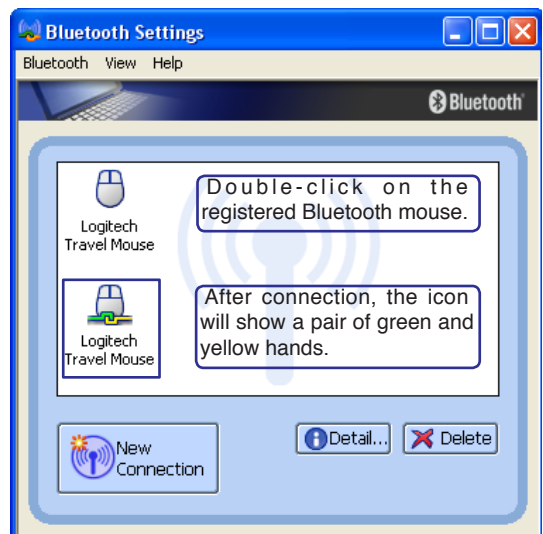 Bluetooth Settings
Bluetooth View Help
Bluetooth
Logitech
Travel Mouse
Double-click on the
registered Bluetooth mouse.
Logitech
Travel Mouse
After connection, the icon
will show a pair of green and
yellow hands.
New
Connection
Detail...
Delete